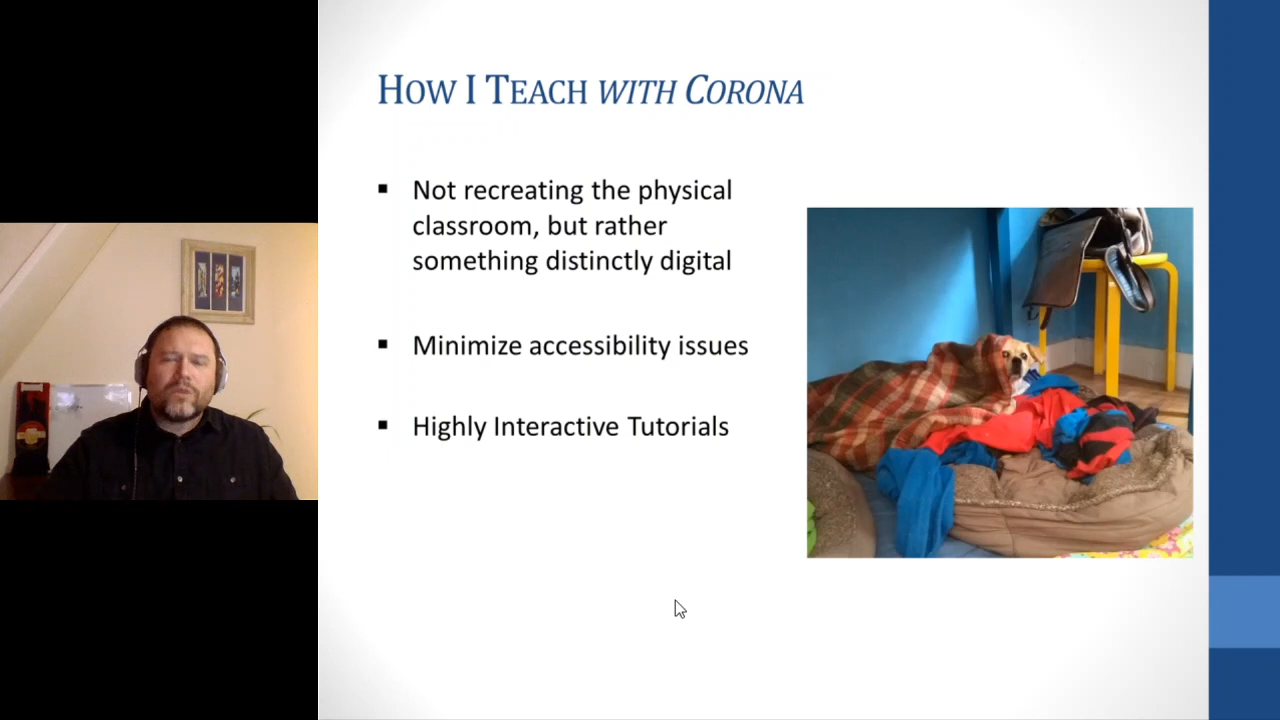 How I Teach with Corona
▪ Not recreating the physical
classroom, but rather
something distinctly digital
▪ Minimize accessibility issues
▪ Highly Interactive Tutorials